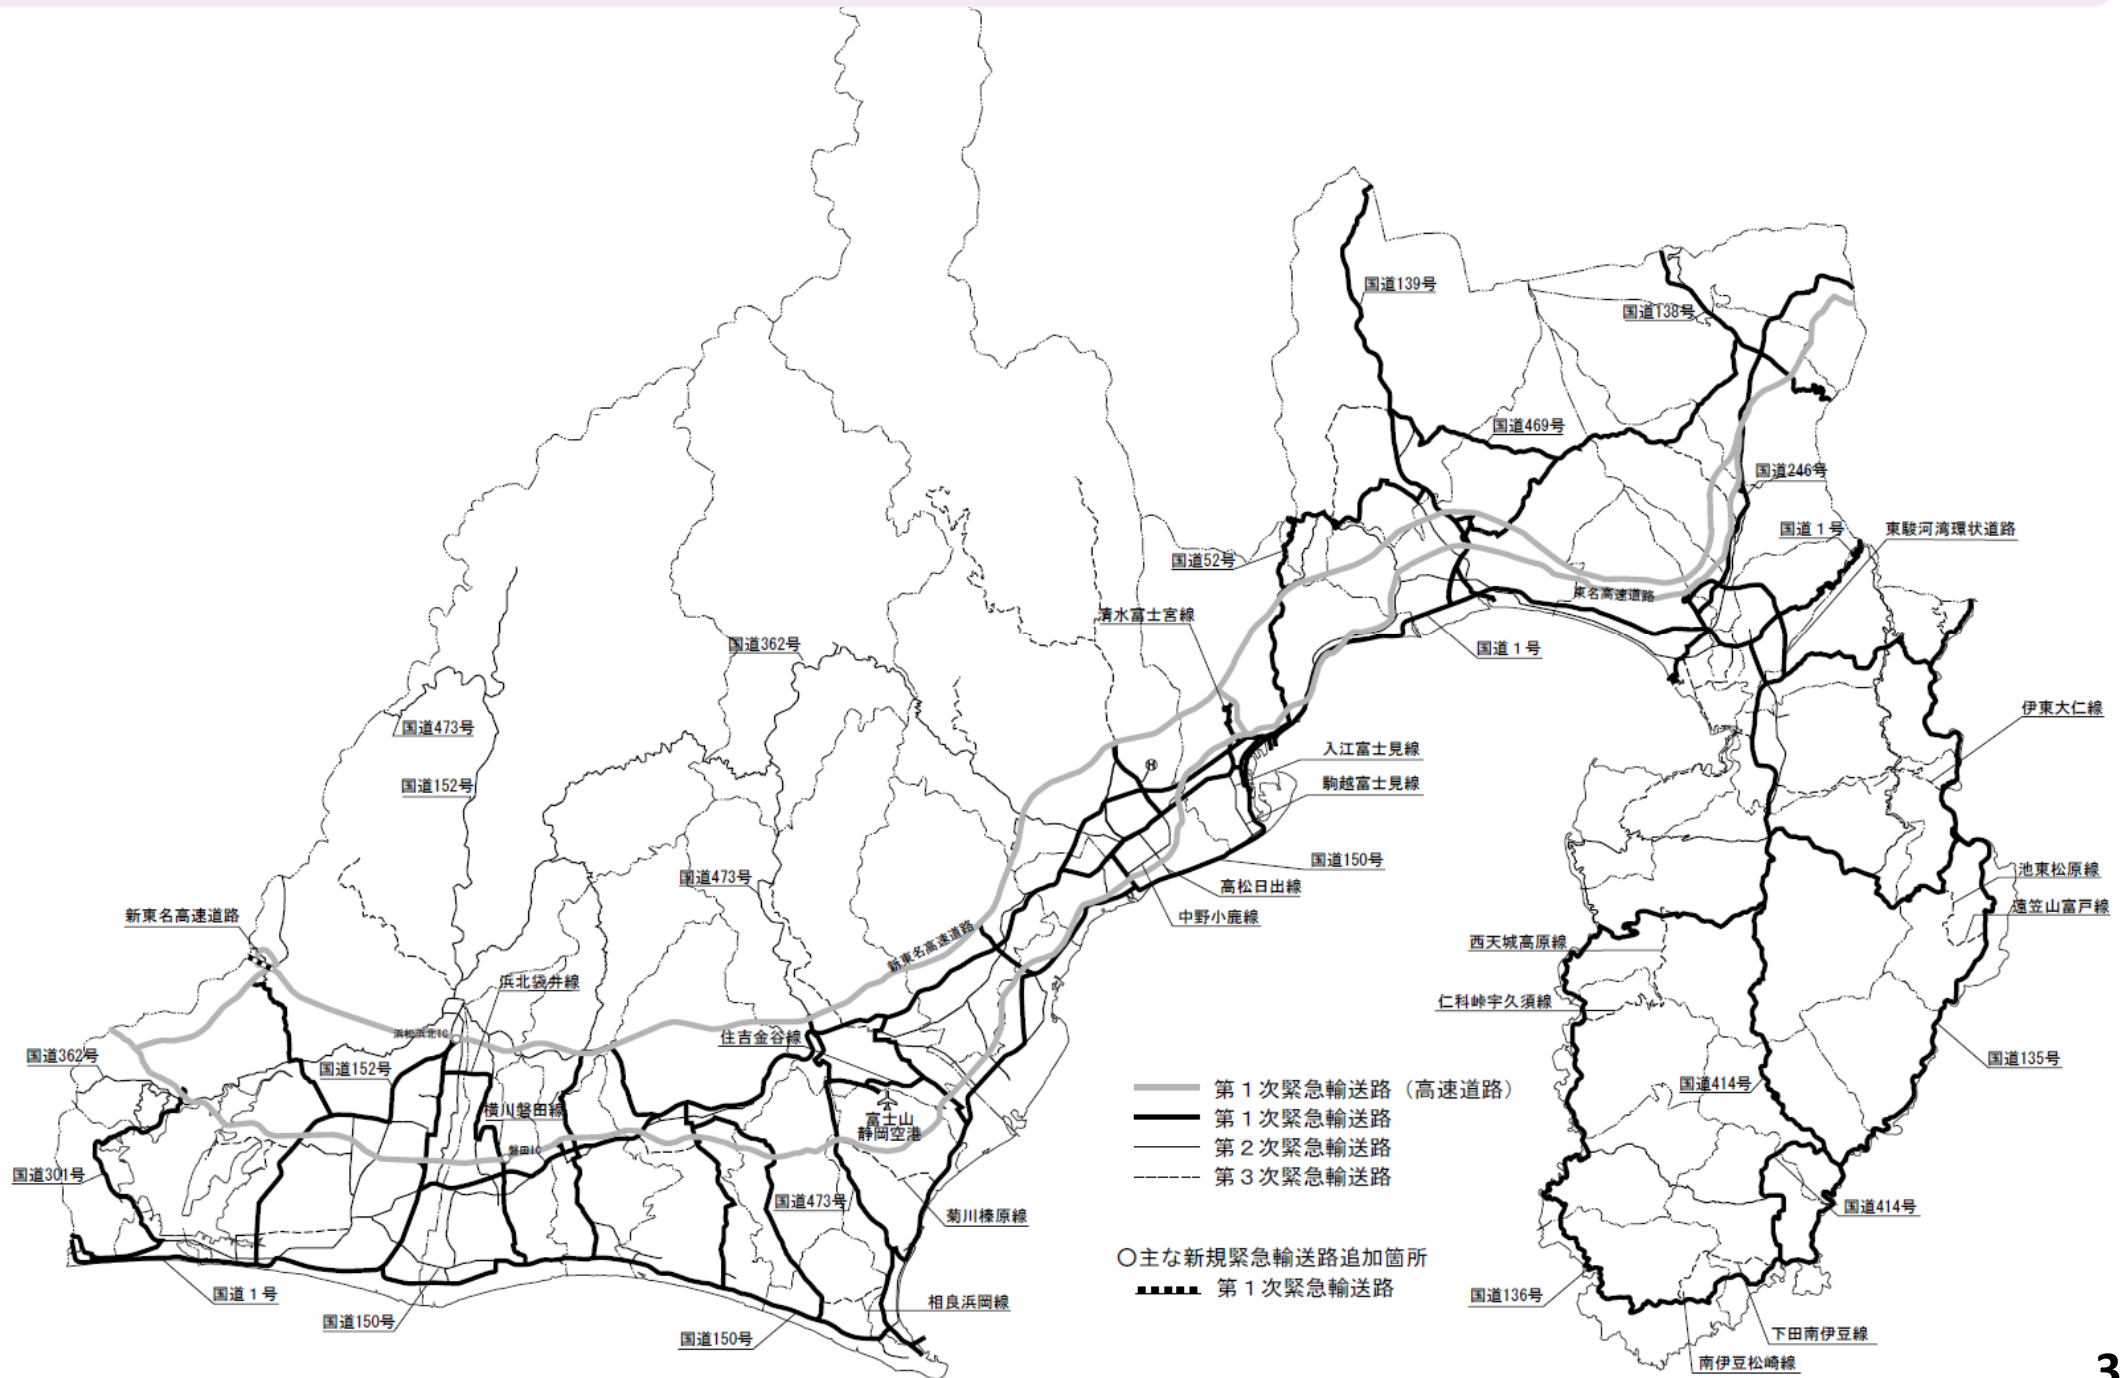 国道139号
国道138号
国道469号
国道246号
国道１号
東駿河湾環状道路
国道52号
東名高速道路
清水富士宮線
国道１号
国道362号
伊東大仁線
国道473号
入江富士見線
国道152号
駒越富士見線
Ⓗ
国道150号
国道473号
高松日出線
池東松原線
新東名高速道路
中野小鹿線
遠笠山富戸線
新東名高速道路
西天城高原線
浜北袋井線
仁科峠宇久須線
浜松浜北IC
住吉金谷線
国道362号
国道152号
国道135号
国道414号
横川磐田線
富士山
静岡空港
磐田IC
国道301号
国道473号
菊川榛原線
国道414号
第１次緊急輸送路（高速道路）
第１次緊急輸送路
第２次緊急輸送路
第３次緊急輸送路
○主な新規緊急輸送路追加箇所
第１次緊急輸送路
国道１号
国道150号
国道150号
相良浜岡線
国道136号
下田南伊豆線
南伊豆松崎線
3